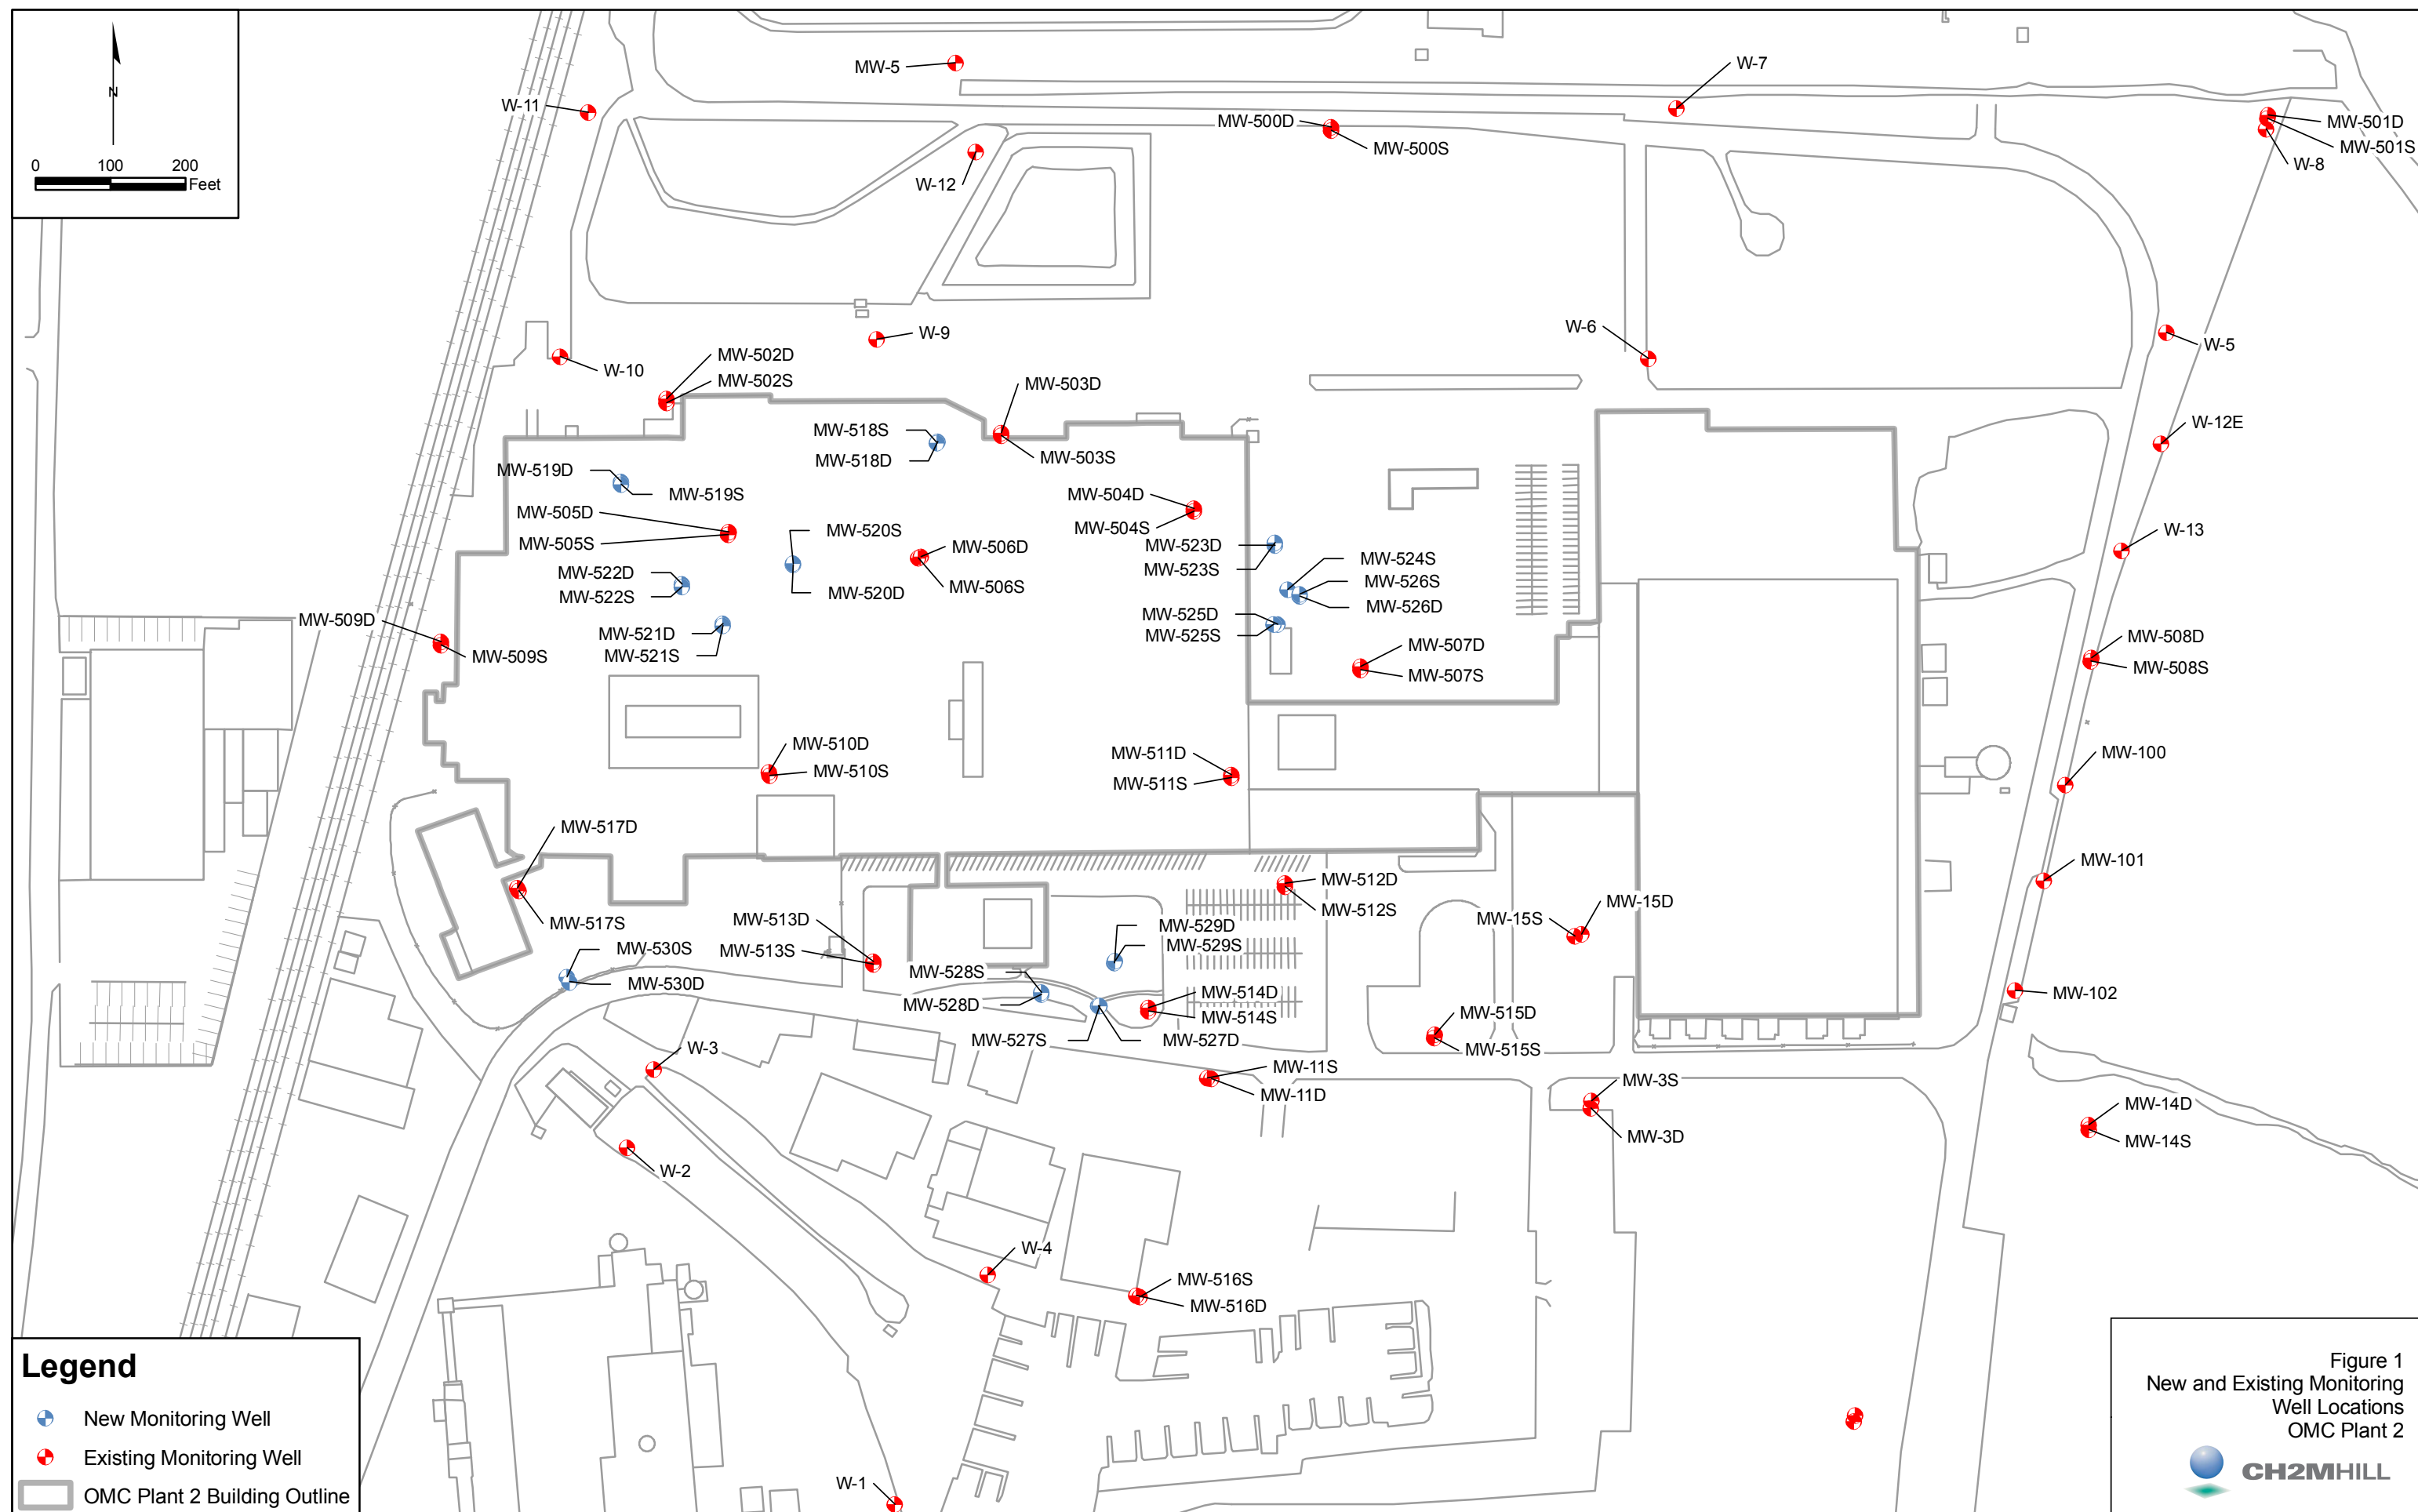 N
0 100 200
Feet
MW-5
W-7
W-11
MW-500D
MW-500S
MW-501D
MW-501S
W-8
W-12
W-9
W-6
W-5
W-10
MW-502D
MW-502S
MW-503D
MW-503S
MW-518S
MW-518D
W-12E
MW-519D
MW-519S
MW-504D
MW-504S
MW-505D
MW-505S
MW-520S
MW-520D
MW-506D
MW-506S
MW-523D
MW-523S
MW-524S
MW-526S
MW-526D
W-13
MW-522D
MW-522S
MW-521D
MW-521S
MW-525D
MW-525S
MW-509D
MW-509S
MW-507D
MW-507S
MW-508D
MW-508S
MW-510D
MW-510S
MW-511D
MW-511S
MW-100
MW-517D
MW-517S
MW-101
MW-512D
MW-512S
MW-513D
MW-513S
MW-529D
MW-529S
MW-15S
MW-15D
MW-530S
MW-530D
MW-528S
MW-528D
MW-514D
MW-514S
MW-102
MW-527S
MW-527D
MW-515D
MW-515S
W-3
MW-11S
MW-11D
MW-3S
MW-3D
MW-14D
MW-14S
W-2
W-4
MW-516S
MW-516D
W-1
Legend
New Monitoring Well
Existing Monitoring Well
OMC Plant 2 Building Outline
Figure 1
New and Existing Monitoring
Well Locations
OMC Plant 2
CH2MHILL